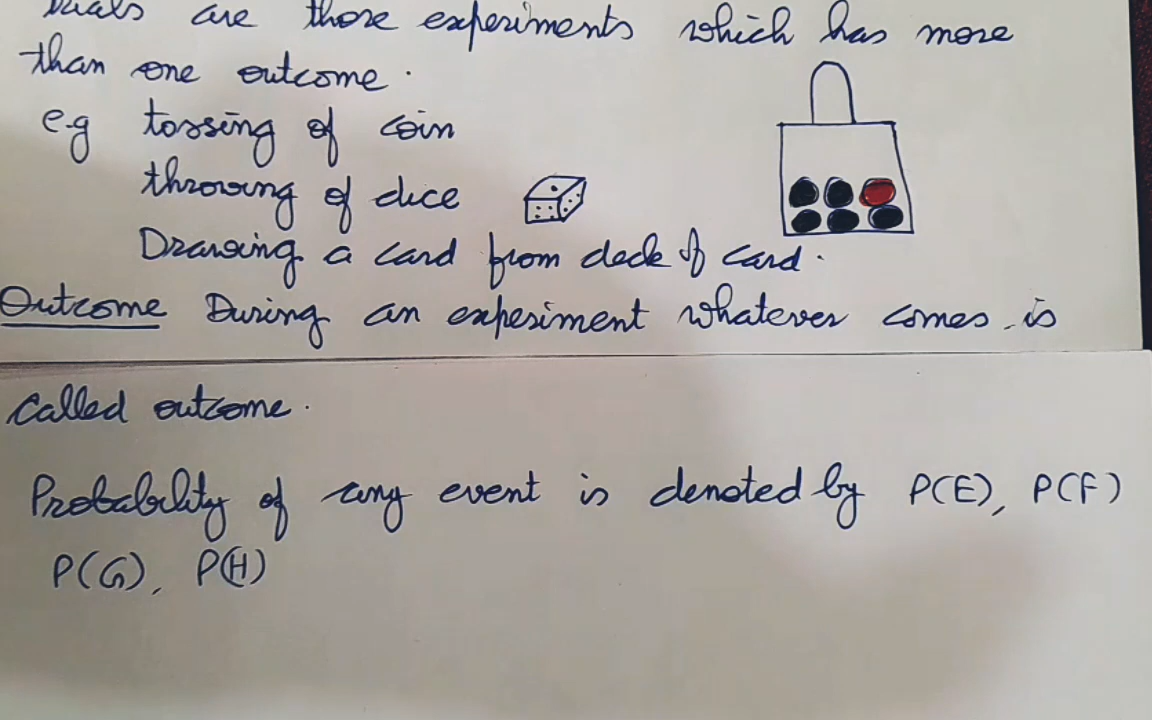 trials are those experiments which has more
than one outcome.
e.g tossing of coin
throwing of dice
Drawing a card from deck of card.
Outcome During an experiment whatever comes is
called outcome.
Probability of any event is denoted by P(E), P(F)
P(G), P(H)